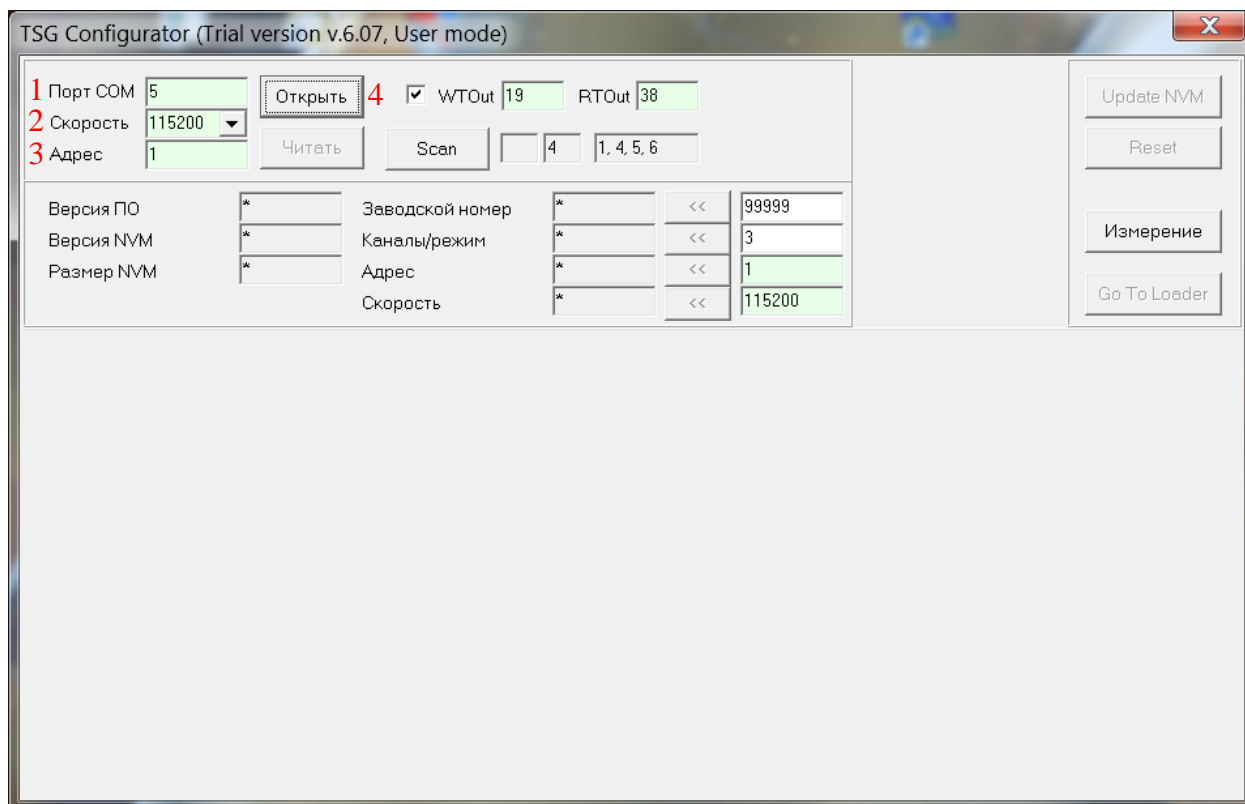 TSG Configurator (Trial version v.6.07, User mode)
1 Порт COM 5 Открыть 4 WTOut 19 RTOut 38 Update NVM
2 Скорость 115200
3 Адрес 1 Читать Scan 4 1, 4, 5, 6 Reset
Версия ПО * Заводской номер * << 99999
Версия NVM * Каналы/режим * << 3 Измерение
Размер NVM * Адрес * << 1
Скорость * << 115200 Go To Loader